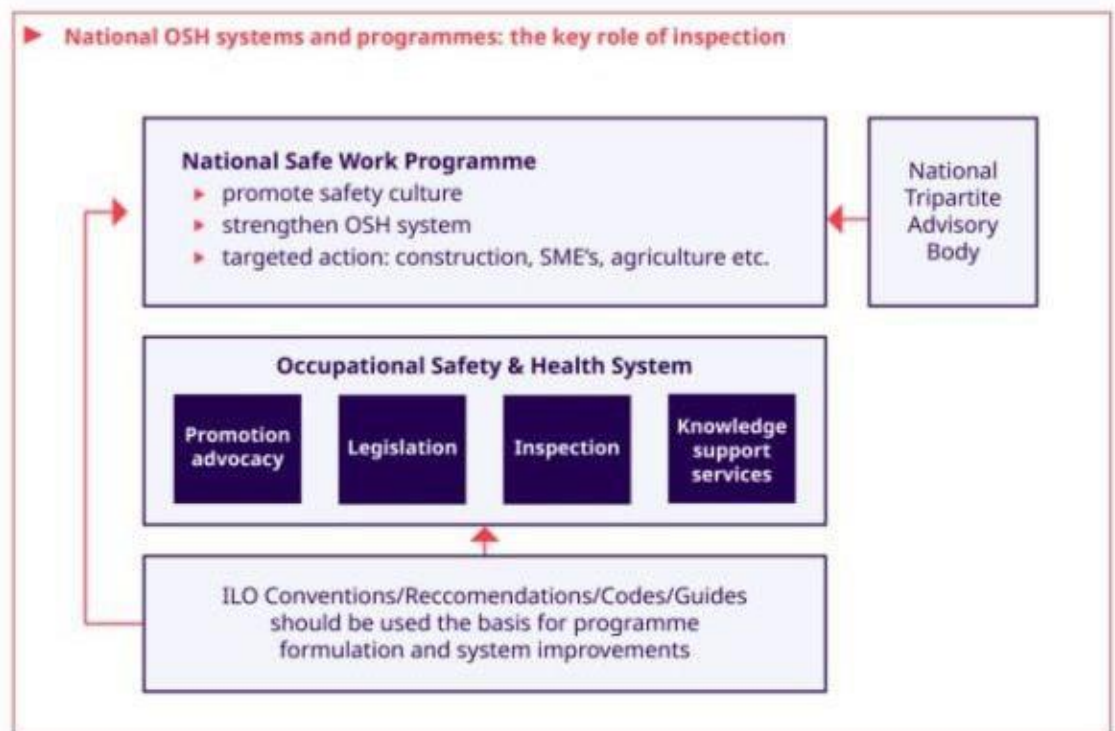 National OSH systems and programmes: the key role of inspection
National Safe Work Programme
promote safety culture
strengthen OSH system
targeted action: construction, SME's, agriculture etc.
National
Tripartite
Advisory
Body
Occupational Safety & Health System
Promotion
advocacy
Legislation
Inspection
Knowledge
support
services
ILO Conventions/Reccomendations/Codes/Guides
should be used the basis for programme
formulation and system improvements